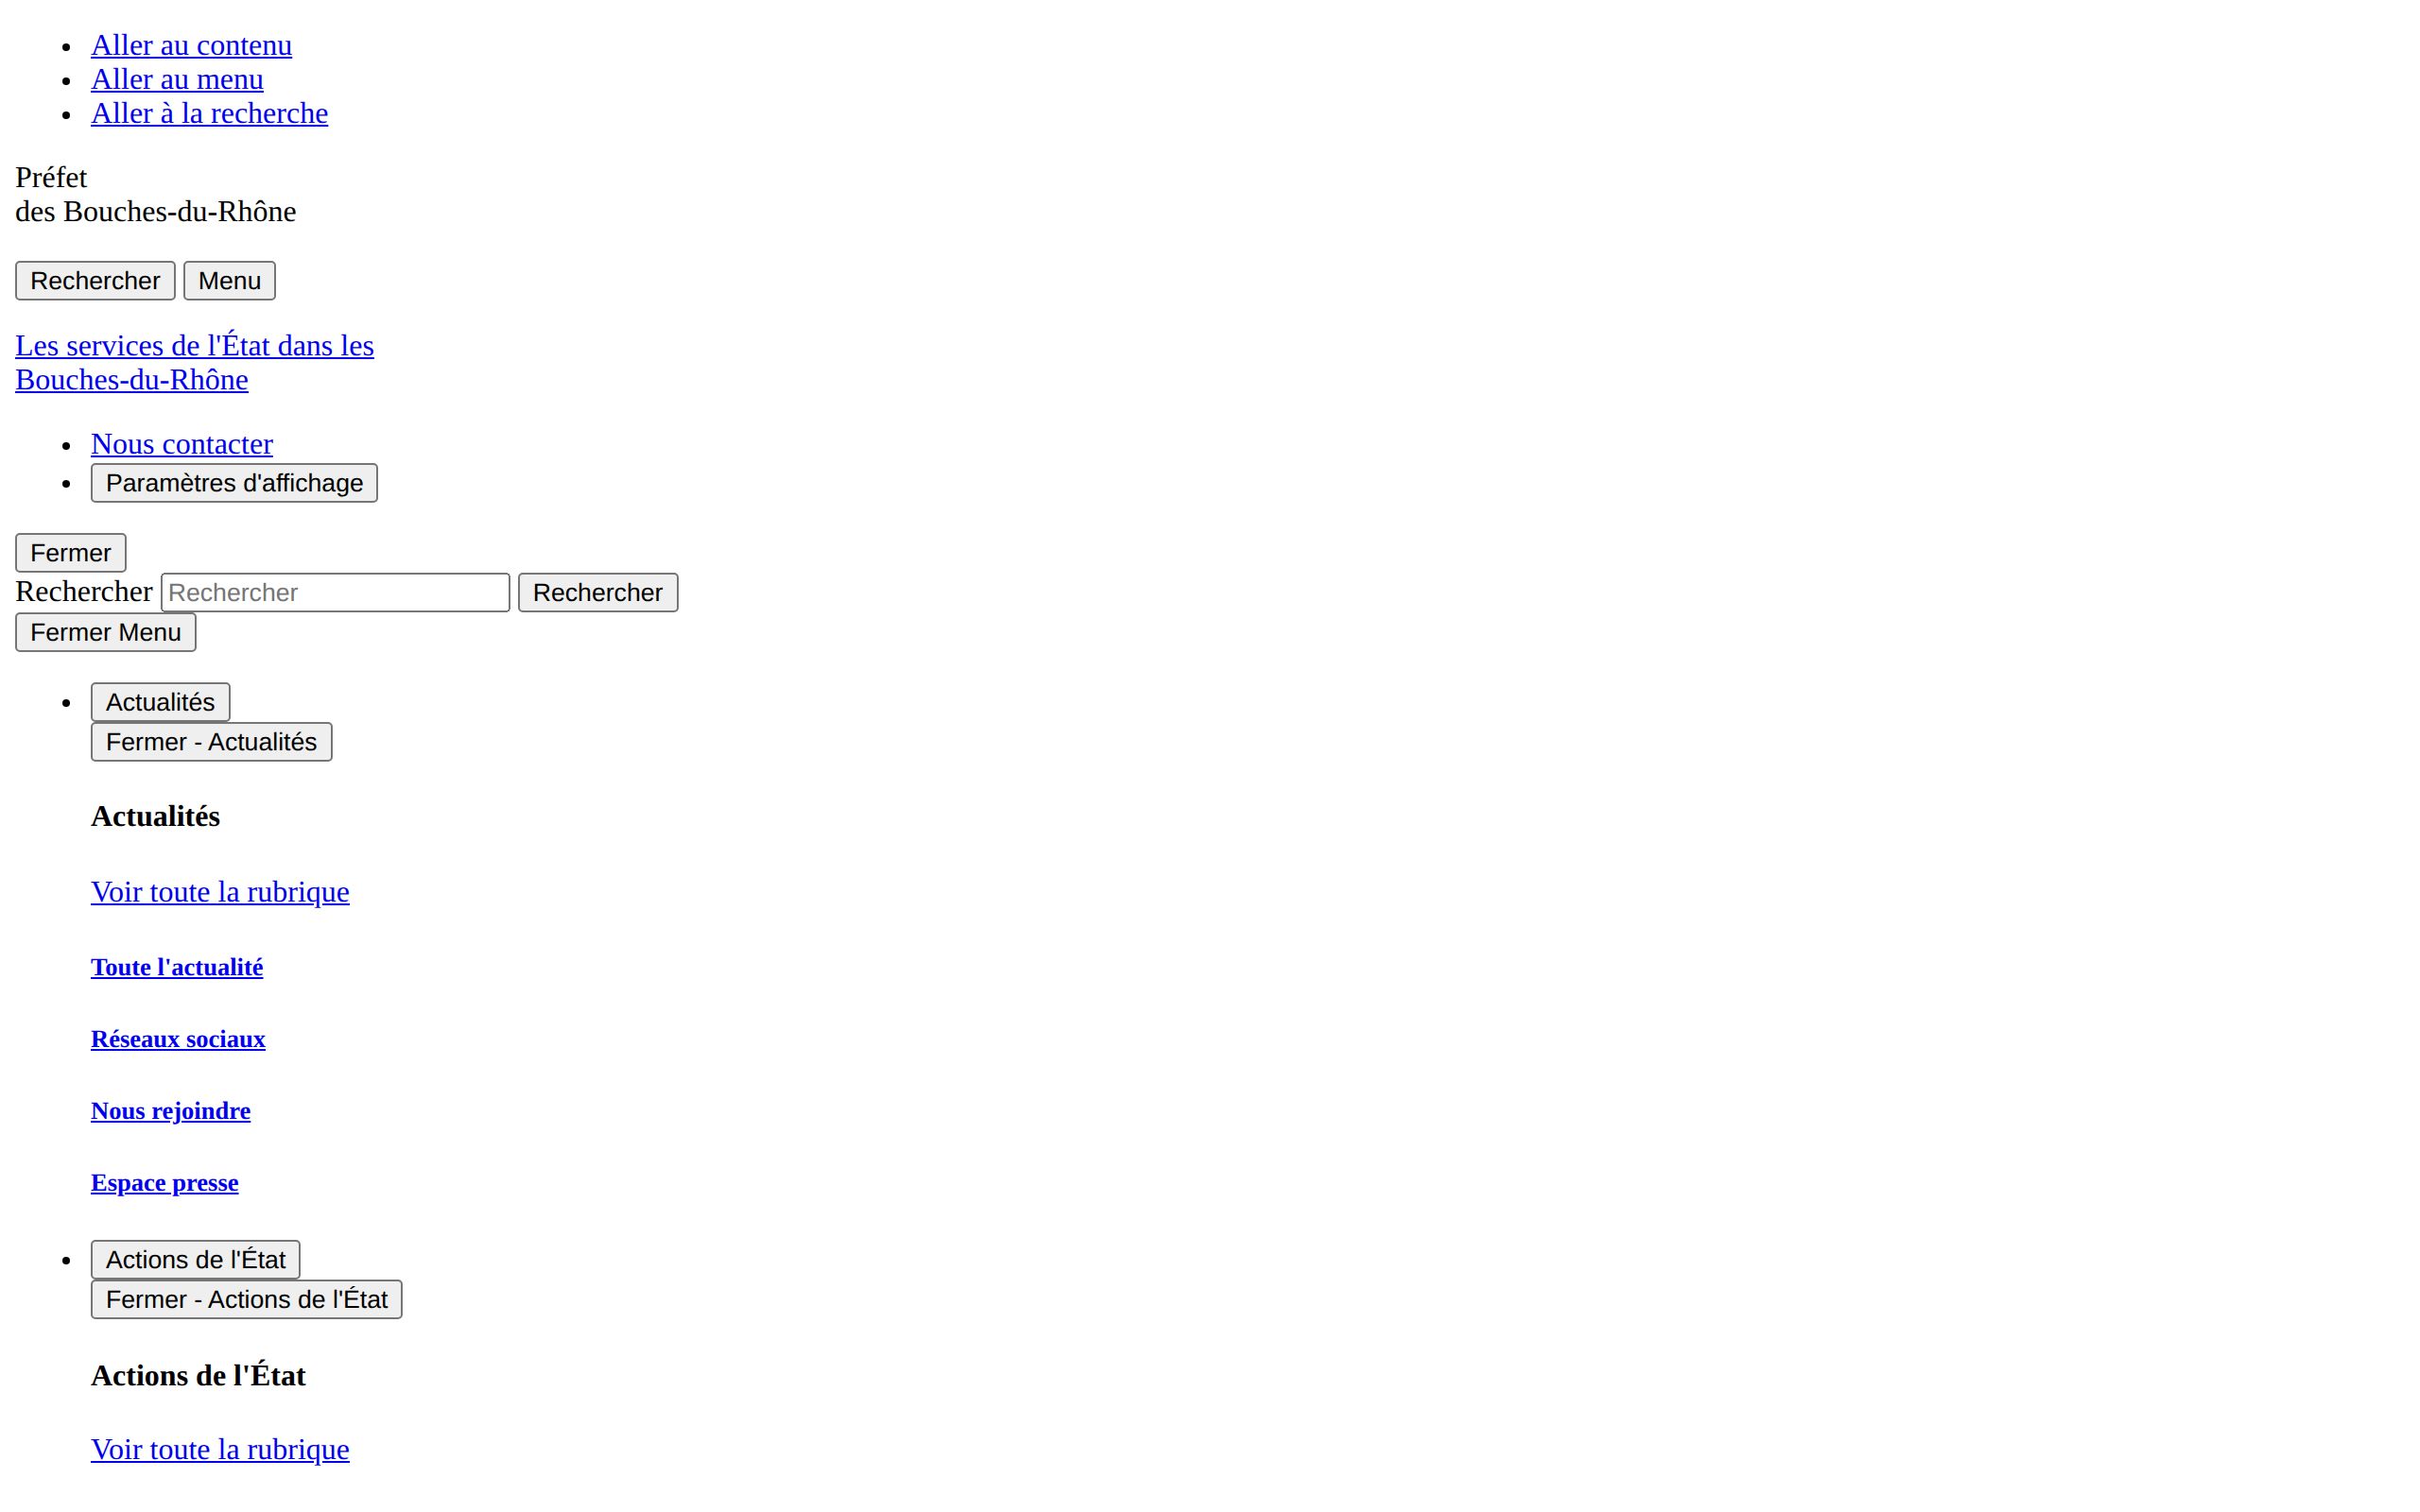 Aller au contenu
Aller au menu
Aller à la recherche
Préfet
des Bouches-du-Rhône
Rechercher Menu
Les services de l'État dans les
Bouches-du-Rhône
Nous contacter
Paramètres d'affichage
Fermer
Rechercher Rechercher Rechercher
Fermer Menu
Actualités
Fermer - Actualités
Actualités
Voir toute la rubrique
Toute l'actualité
Réseaux sociaux
Nous rejoindre
Espace presse
Actions de l'État
Fermer - Actions de l'État
Actions de l'État
Voir toute la rubrique